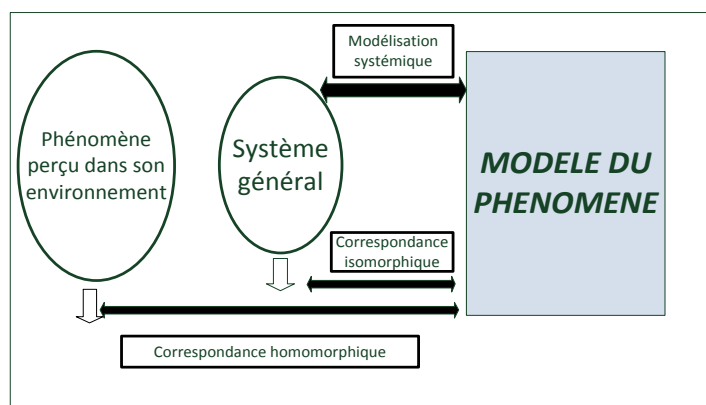 Modélisation
systémique
Phénomène
perçu dans son
environnement
Système
général
MODELE DU
PHENOMENE
Correspondance
isomorphique
Correspondance homomorphique